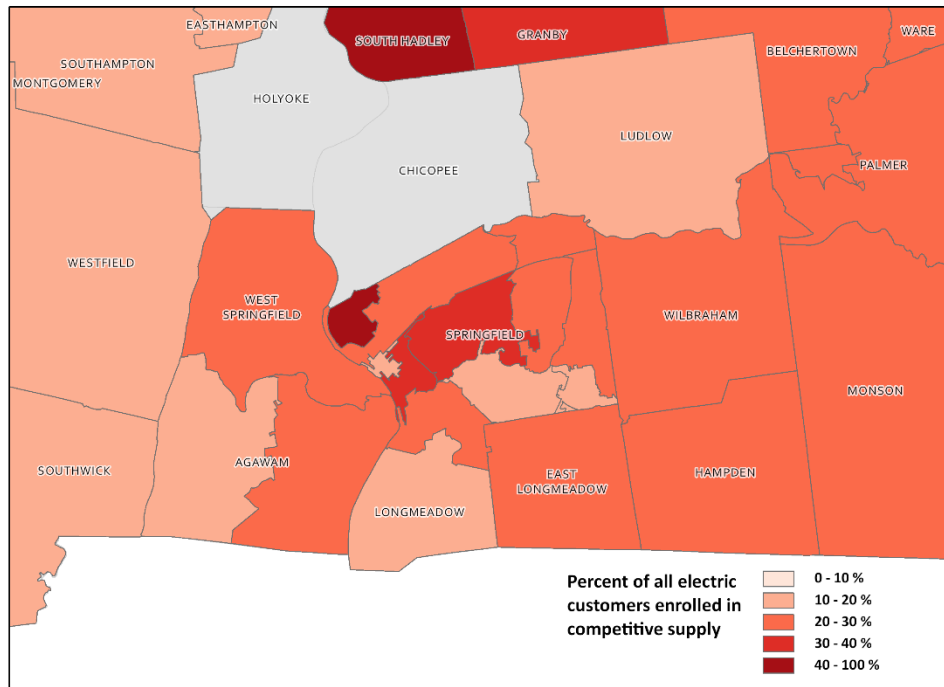 EASTHAMPTON
SOUTH HADLEY
GRANBY
WARE
BELCHERTOWN
SOUTHAMPTON
MONTGOMERY
HOLYOKE
LUDLOW
CHICOPEE
PALMER
WESTFIELD
WEST
SPRINGFIELD
SPRINGFIELD
WILBRAHAM
MONSON
SOUTHWICK
AGAWAM
EAST
LONGMEADOW
HAMPDEN
LONGMEADOW
Percent of all electric
customers enrolled in
competitive supply
0 - 10 %
10 - 20 %
20 - 30 %
30 - 40 %
40 - 100 %